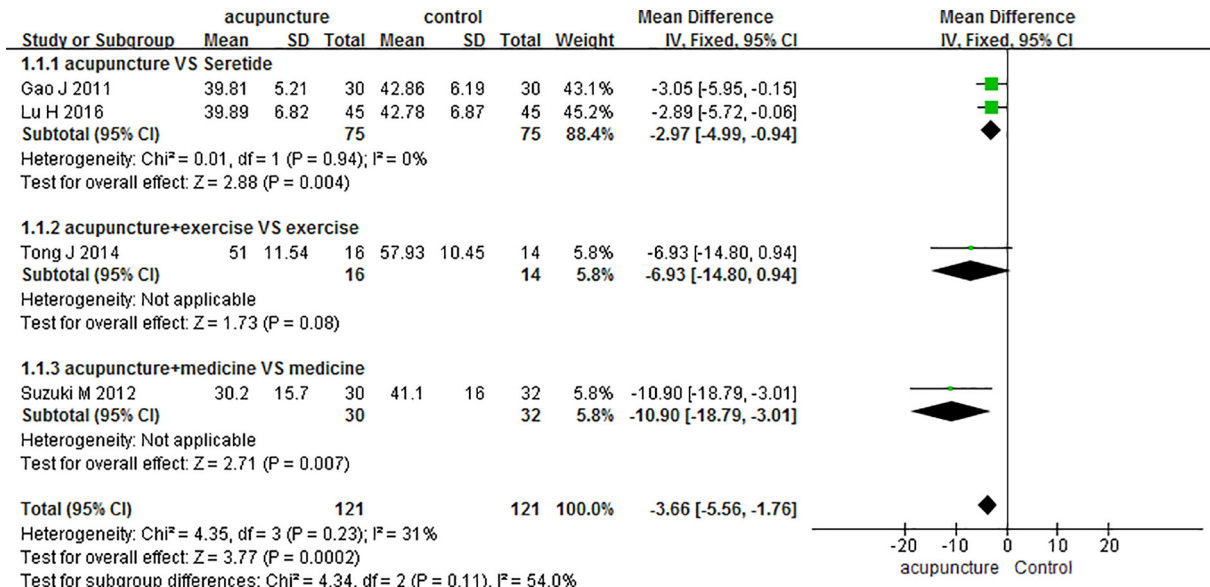 acupuncture control Mean Difference Mean Difference
Study or Subgroup Mean SD Total Mean SD Total Weight IV, Fixed, 95% CI IV, Fixed, 95% CI
1.1.1 acupuncture VS Seretide
Gao J 2011 39.81 5.21 30 42.86 6.19 30 43.1% -3.05 [-5.95, -0.15]
Lu H 2016 39.89 6.82 45 42.78 6.87 45 45.2% -2.89 [-5.72, -0.06]
Subtotal (95% CI) 75 75 88.4% -2.97 [-4.99, -0.94]
Heterogeneity: Chi² = 0.01, df = 1 (P = 0.94); I² = 0%
Test for overall effect: Z = 2.88 (P = 0.004)
1.1.2 acupuncture+exercise VS exercise
Tong J 2014 51 11.54 16 57.93 10.45 14 5.8% -6.93 [-14.80, 0.94]
Subtotal (95% CI) 16 14 5.8% -6.93 [-14.80, 0.94]
Heterogeneity: Not applicable
Test for overall effect: Z = 1.73 (P = 0.08)
1.1.3 acupuncture+medicine VS medicine
Suzuki M 2012 30.2 15.7 30 41.1 16 32 5.8% -10.90 [-18.79, -3.01]
Subtotal (95% CI) 30 32 5.8% -10.90 [-18.79, -3.01]
Heterogeneity: Not applicable
Test for overall effect: Z = 2.71 (P = 0.007)
Total (95% CI) 121 121 100.0% -3.66 [-5.56, -1.76]
Heterogeneity: Chi² = 4.35, df = 3 (P = 0.23); I² = 31%
Test for overall effect: Z = 3.77 (P = 0.0002)
Test for subgroup differences: Chi² = 4.34, df = 2 (P = 0.11), I² = 54.0%
-20 -10 0 10 20
acupuncture Control